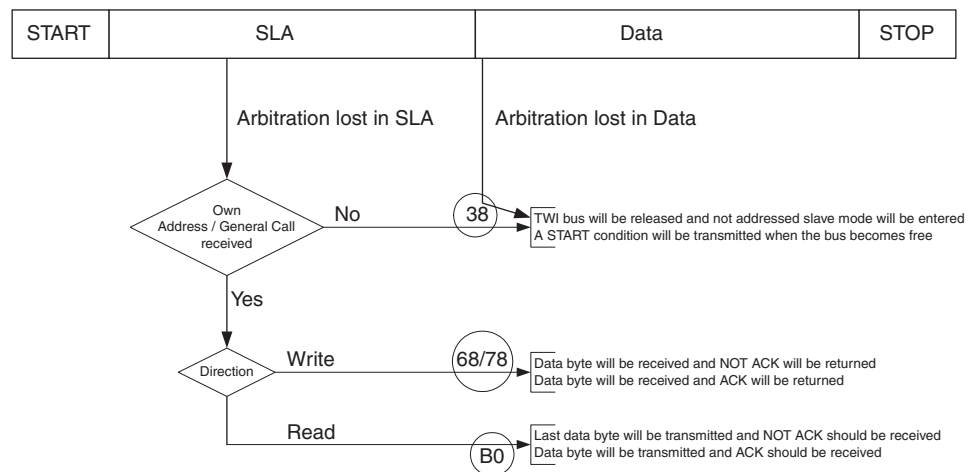 START SLA Data STOP
Arbitration lost in SLA Arbitration lost in Data
Own
Address / General Call
received
No
38
TWI bus will be released and not addressed slave mode will be entered
A START condition will be transmitted when the bus becomes free
Yes
Direction
Write
68/78
Data byte will be received and NOT ACK will be returned
Data byte will be received and ACK will be returned
Read
B0
Last data byte will be transmitted and NOT ACK should be received
Data byte will be transmitted and ACK should be received